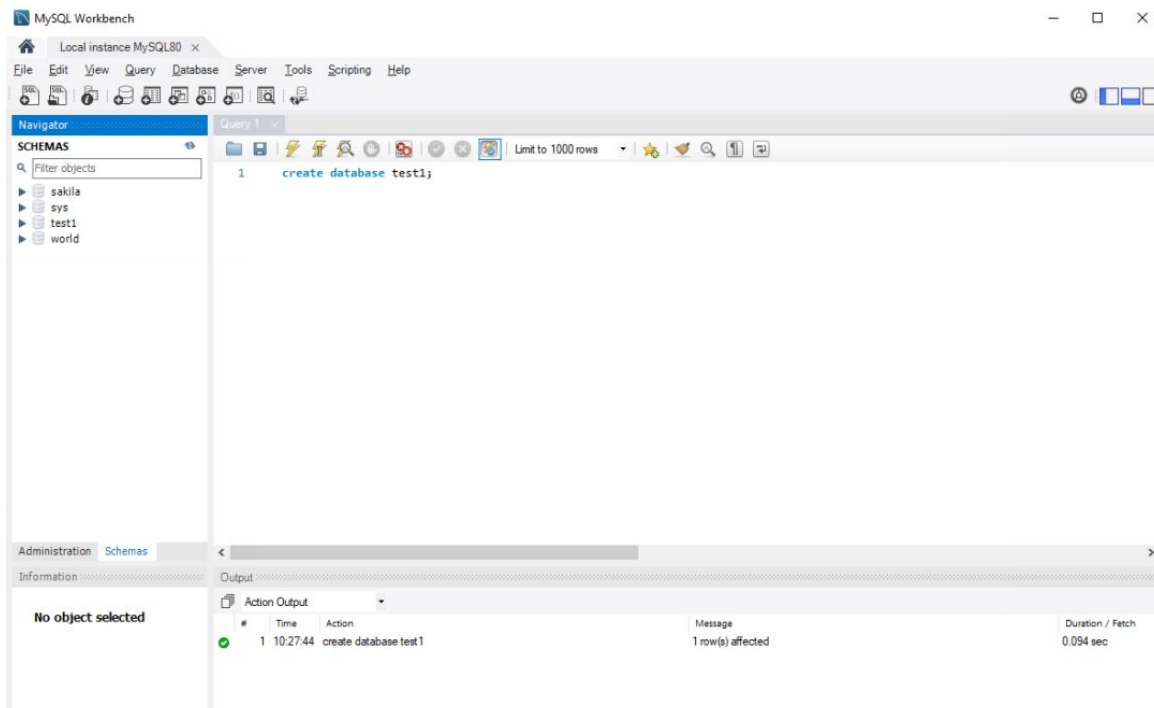 MySQL Workbench
Local instance MySQL80
File Edit View Query Database Server Tools Scripting Help
Navigator
Query 1
SCHEMAS
Limit to 1000 rows
Filter objects
1 create database test1;
sakila
sys
test1
world
Administration Schemas
Information
Output
No object selected
Action Output
# Time Action Message Duration / Fetch
1 10:27:44 create database test1 1 row(s) affected 0.094 sec